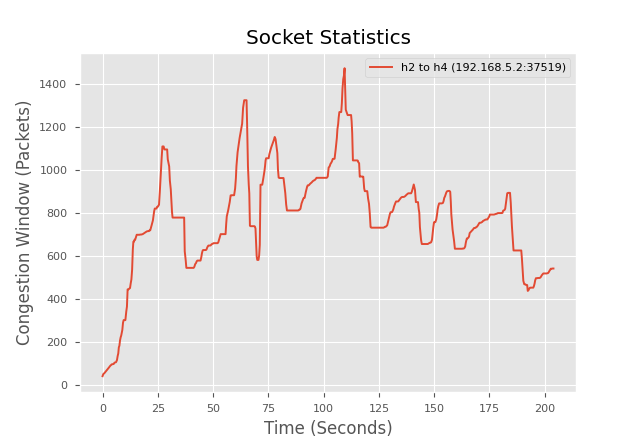 Socket Statistics
h2 to h4 (192.168.5.2:37519)
Congestion Window (Packets)
1400
1200
1000
800
600
400
200
0
0 25 50 75 100 125 150 175 200
Time (Seconds)